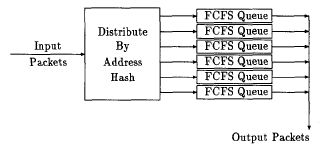 Input
Packets
Distribute
By
Address
Hash
FCFS Queue
FCFS Queue
FCFS Queue
FCFS Queue
FCFS Queue
FCFS Queue
Output Packets